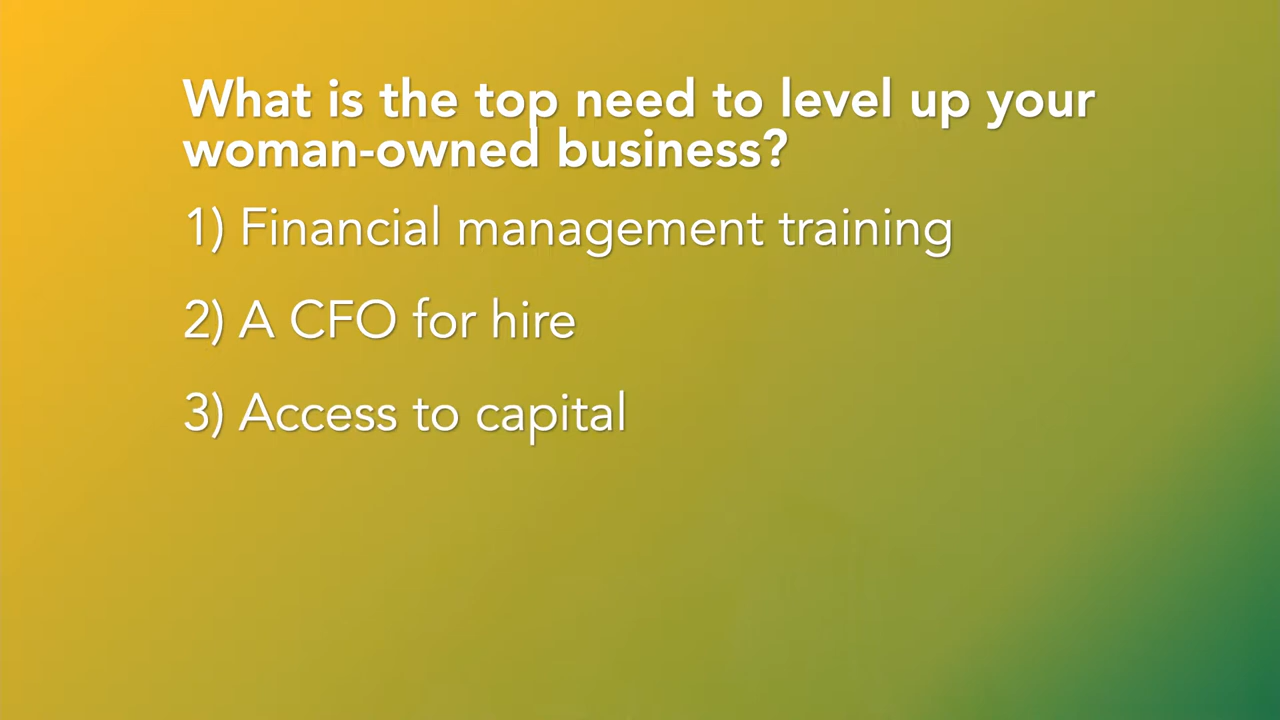 What is the top need to level up your
woman-owned business?
1) Financial management training
2) A CFO for hire
3) Access to capital